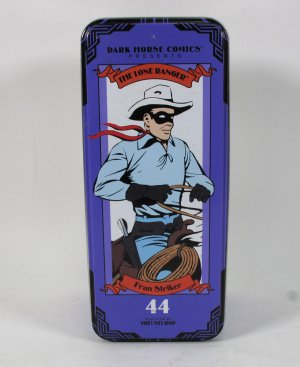 DARK HORSE COMICS'
PRESENTS
THE LONE RANGER
Fran Striker
44